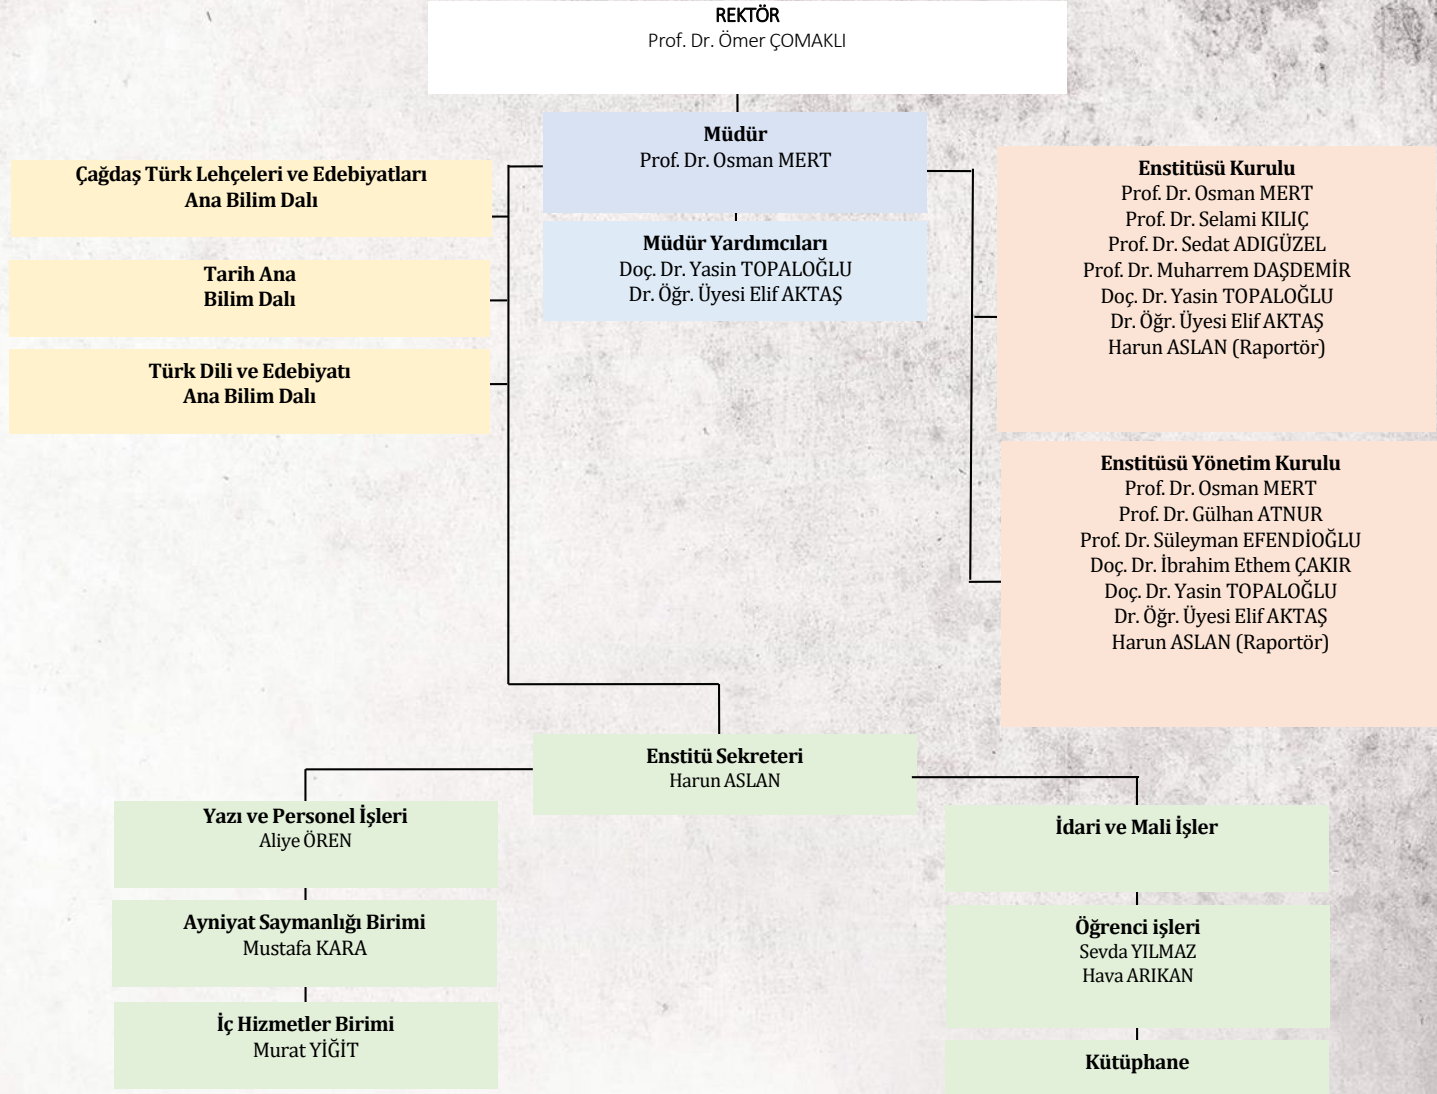 REKTÖR
Prof. Dr. Ömer ÇOMAKLI
Müdür
Prof. Dr. Osman MERT
Müdür Yardımcıları
Doç. Dr. Yasin TOPALOĞLU
Dr. Öğr. Üyesi Elif AKTAŞ
Çağdaş Türk Lehçeleri ve Edebiyatları
Ana Bilim Dalı
Tarih Ana
Bilim Dalı
Türk Dili ve Edebiyatı
Ana Bilim Dalı
Enstitüsü Kurulu
Prof. Dr. Osman MERT
Prof. Dr. Selami KILIÇ
Prof. Dr. Sedat ADIGÜZEL
Prof. Dr. Muharrem DAŞDEMİR
Doç. Dr. Yasin TOPALOĞLU
Dr. Öğr. Üyesi Elif AKTAŞ
Harun ASLAN (Raportör)
Enstitüsü Yönetim Kurulu
Prof. Dr. Osman MERT
Prof. Dr. Gülhan ATNUR
Prof. Dr. Süleyman EFENDİOĞLU
Doç. Dr. İbrahim Ethem ÇAKIR
Doç. Dr. Yasin TOPALOĞLU
Dr. Öğr. Üyesi Elif AKTAŞ
Harun ASLAN (Raportör)
Enstitü Sekreteri
Harun ASLAN
Yazı ve Personel İşleri
Aliye ÖREN
Ayniyat Saymanlığı Birimi
Mustafa KARA
İç Hizmetler Birimi
Murat YİĞİT
İdari ve Mali İşler
Öğrenci işleri
Sevda YILMAZ
Hava ARIKAN
Kütüphane